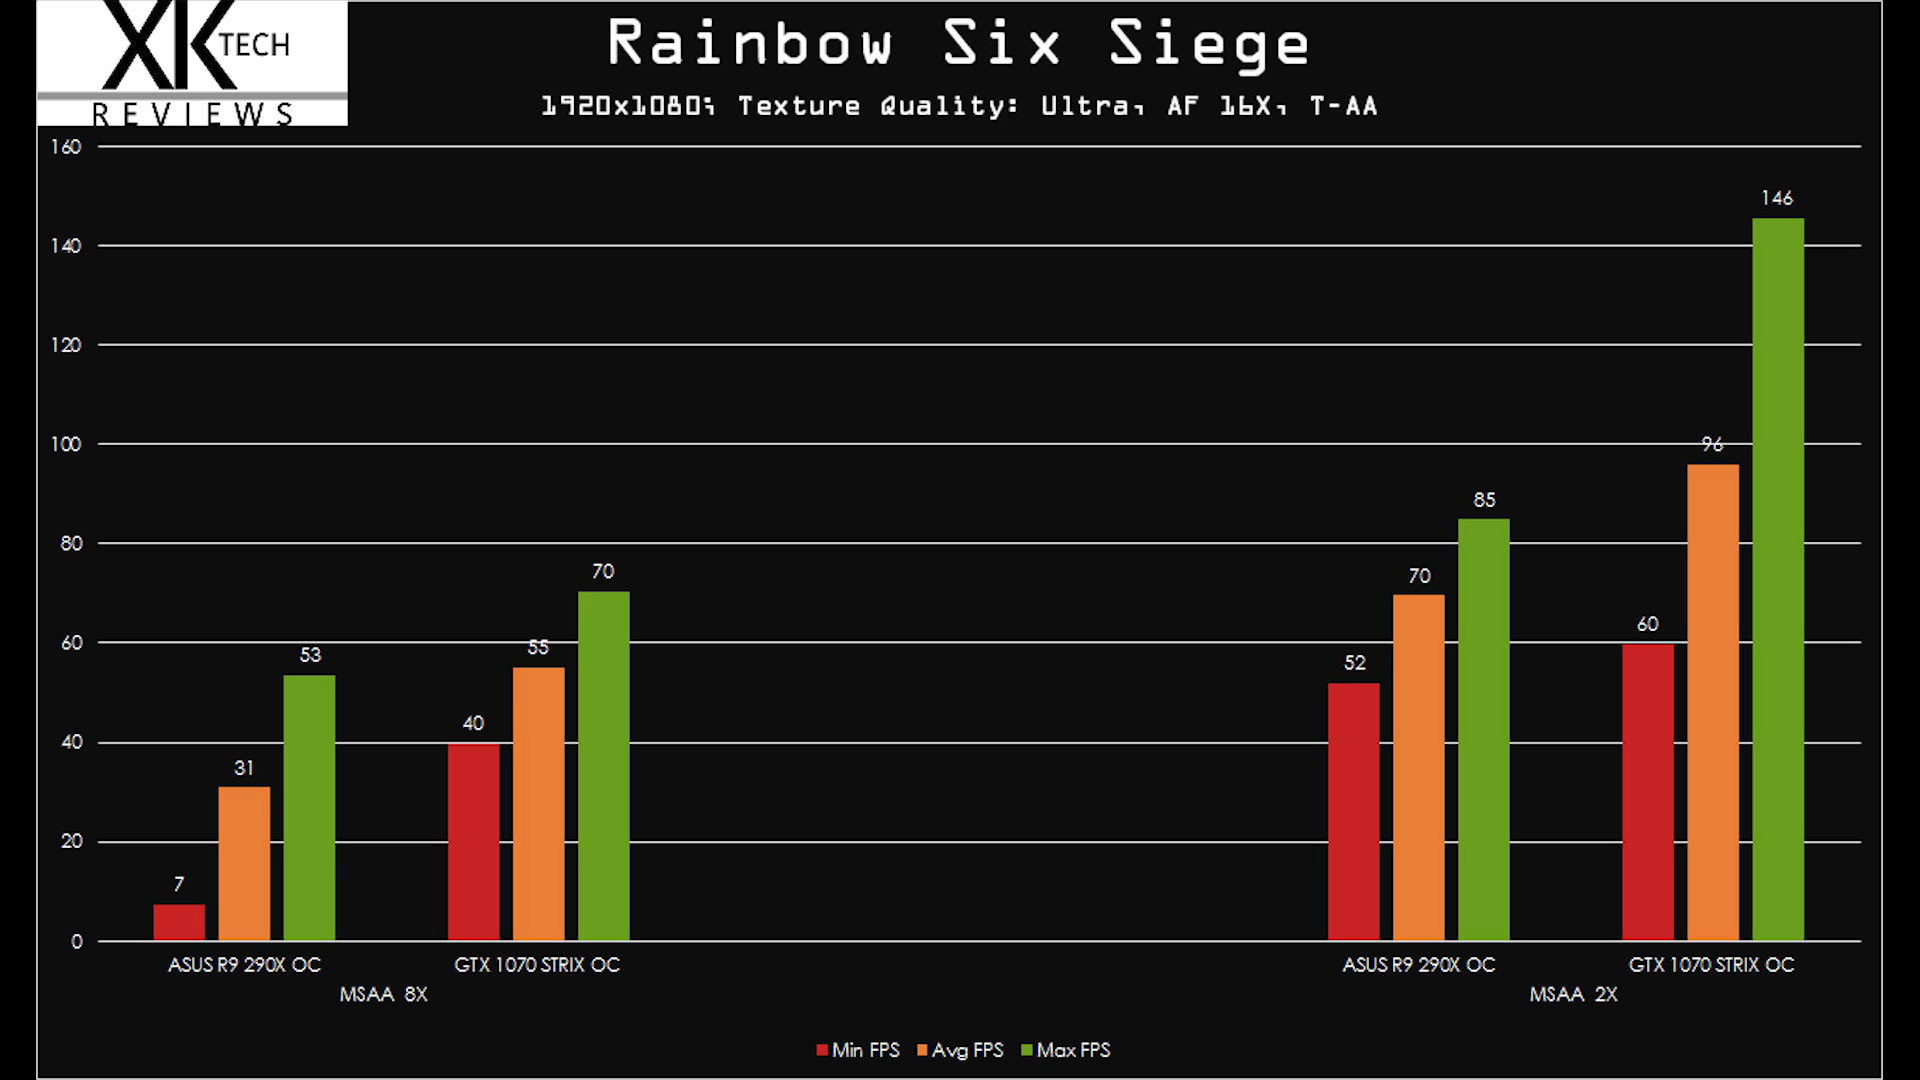 XK TECH
REVIEWS
Rainbow Six Siege
1920x1080; Texture Quality: Ultra, AF 16X, T-AA
160
140
120
100
80
60
40
20
0
7
31
53
40
55
70
52
70
85
60
96
146
ASUS R9 290X OC
GTX 1070 STRIX OC
ASUS R9 290X OC
GTX 1070 STRIX OC
MSAA 8X
MSAA 2X
Min FPS
Avg FPS
Max FPS